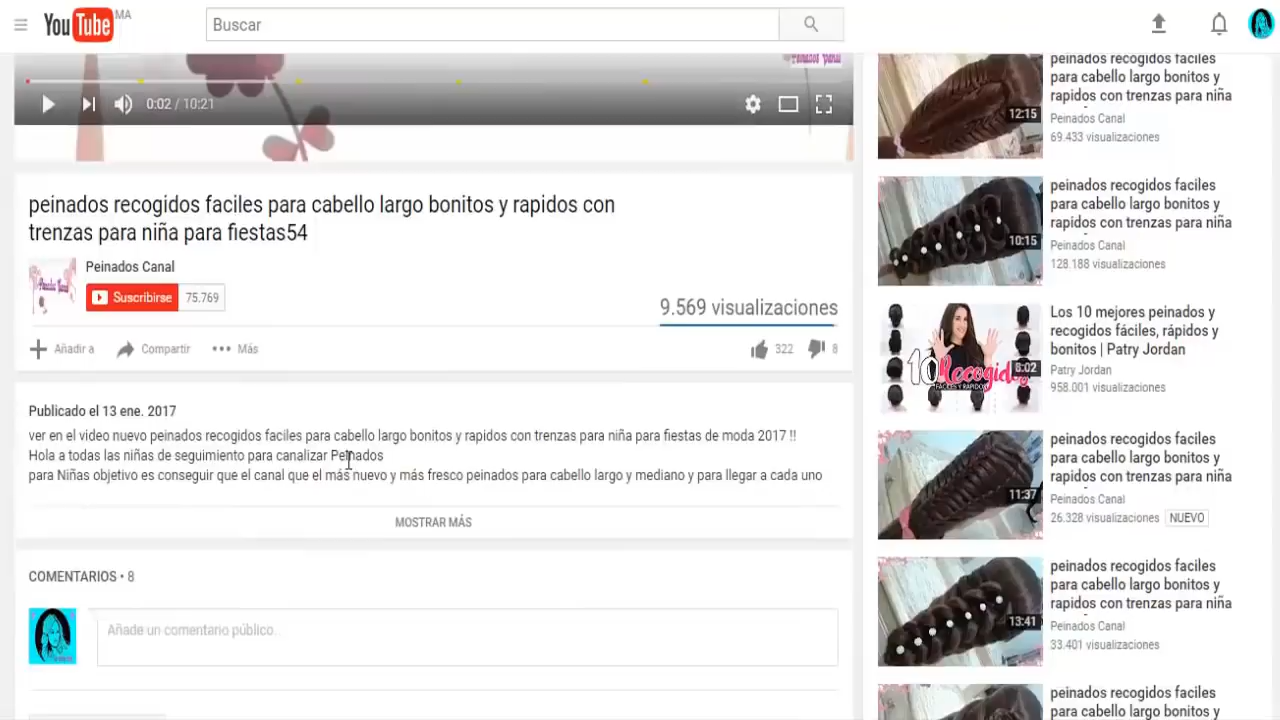 YouTube MA
Buscar
Peinados Canal
0:02 / 10:21
peinados recogidos faciles para cabello largo bonitos y rapidos con
trenzas para niña para fiestas54
Peinados Canal
Peinados Canal
Suscribirse 75.769
9.569 visualizaciones
Añadir a Compartir Más 322 8
Publicado el 13 ene. 2017
ver en el video nuevo peinados recogidos faciles para cabello largo bonitos y rapidos con trenzas para niña para fiestas de moda 2017 !!
Hola a todas las niñas de seguimiento para canalizar Peinados
para Niñas objetivo es conseguir que el canal que el más nuevo y más fresco peinados para cabello largo y mediano y para llegar a cada uno
MOSTRAR MÁS
COMENTARIOS • 8
Añade un comentario público.
peinados recogidos faciles
para cabello largo bonitos y
rapidos con trenzas para niña
12:15
Peinados Canal
69.433 visualizaciones
peinados recogidos faciles
para cabello largo bonitos y
rapidos con trenzas para niña
10:15
Peinados Canal
128.188 visualizaciones
Los 10 mejores peinados y
recogidos fáciles, rápidos y
bonitos | Patry Jordan
10 Recogidos
FÁCILES Y RÁPIDOS
8:02
Patry Jordan
958.001 visualizaciones
peinados recogidos faciles
para cabello largo bonitos y
rapidos con trenzas para niña
11:37
Peinados Canal
26.328 visualizaciones NUEVO
peinados recogidos faciles
para cabello largo bonitos y
rapidos con trenzas para niña
13:41
Peinados Canal
33.401 visualizaciones
peinados recogidos faciles
para cabello largo bonitos y